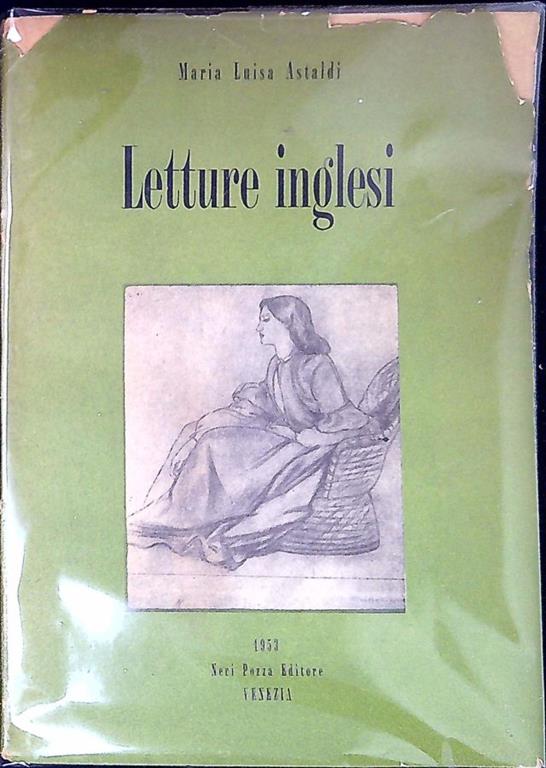 Maria Luisa Astaldi
Letture inglesi
1953
Neri Pozza Editore
VENEZIA